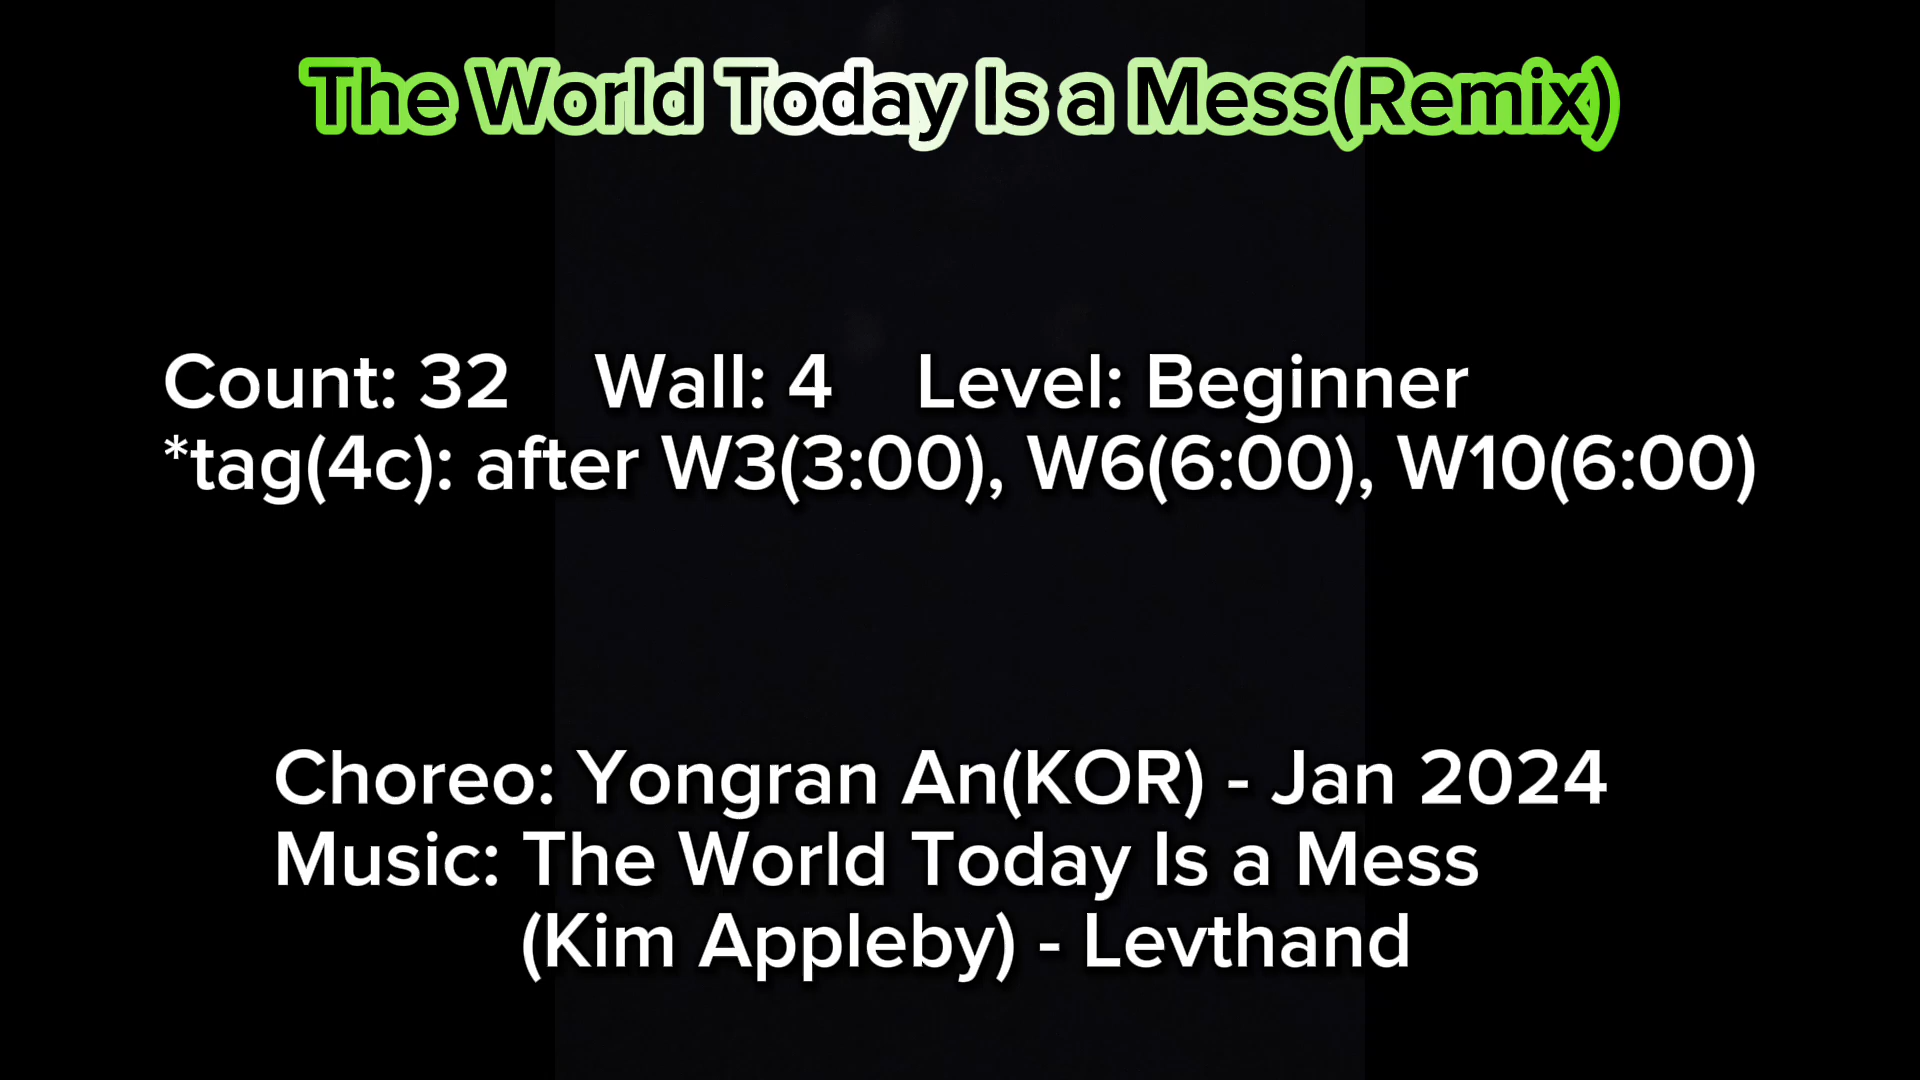 The World Today Is a Mess(Remix)
Count: 32 Wall: 4 Level: Beginner
*tag(4c): after W3(3:00), W6(6:00), W10(6:00)
Choreo: Yongran An(KOR) - Jan 2024
Music: The World Today Is a Mess
(Kim Appleby) - Levthand